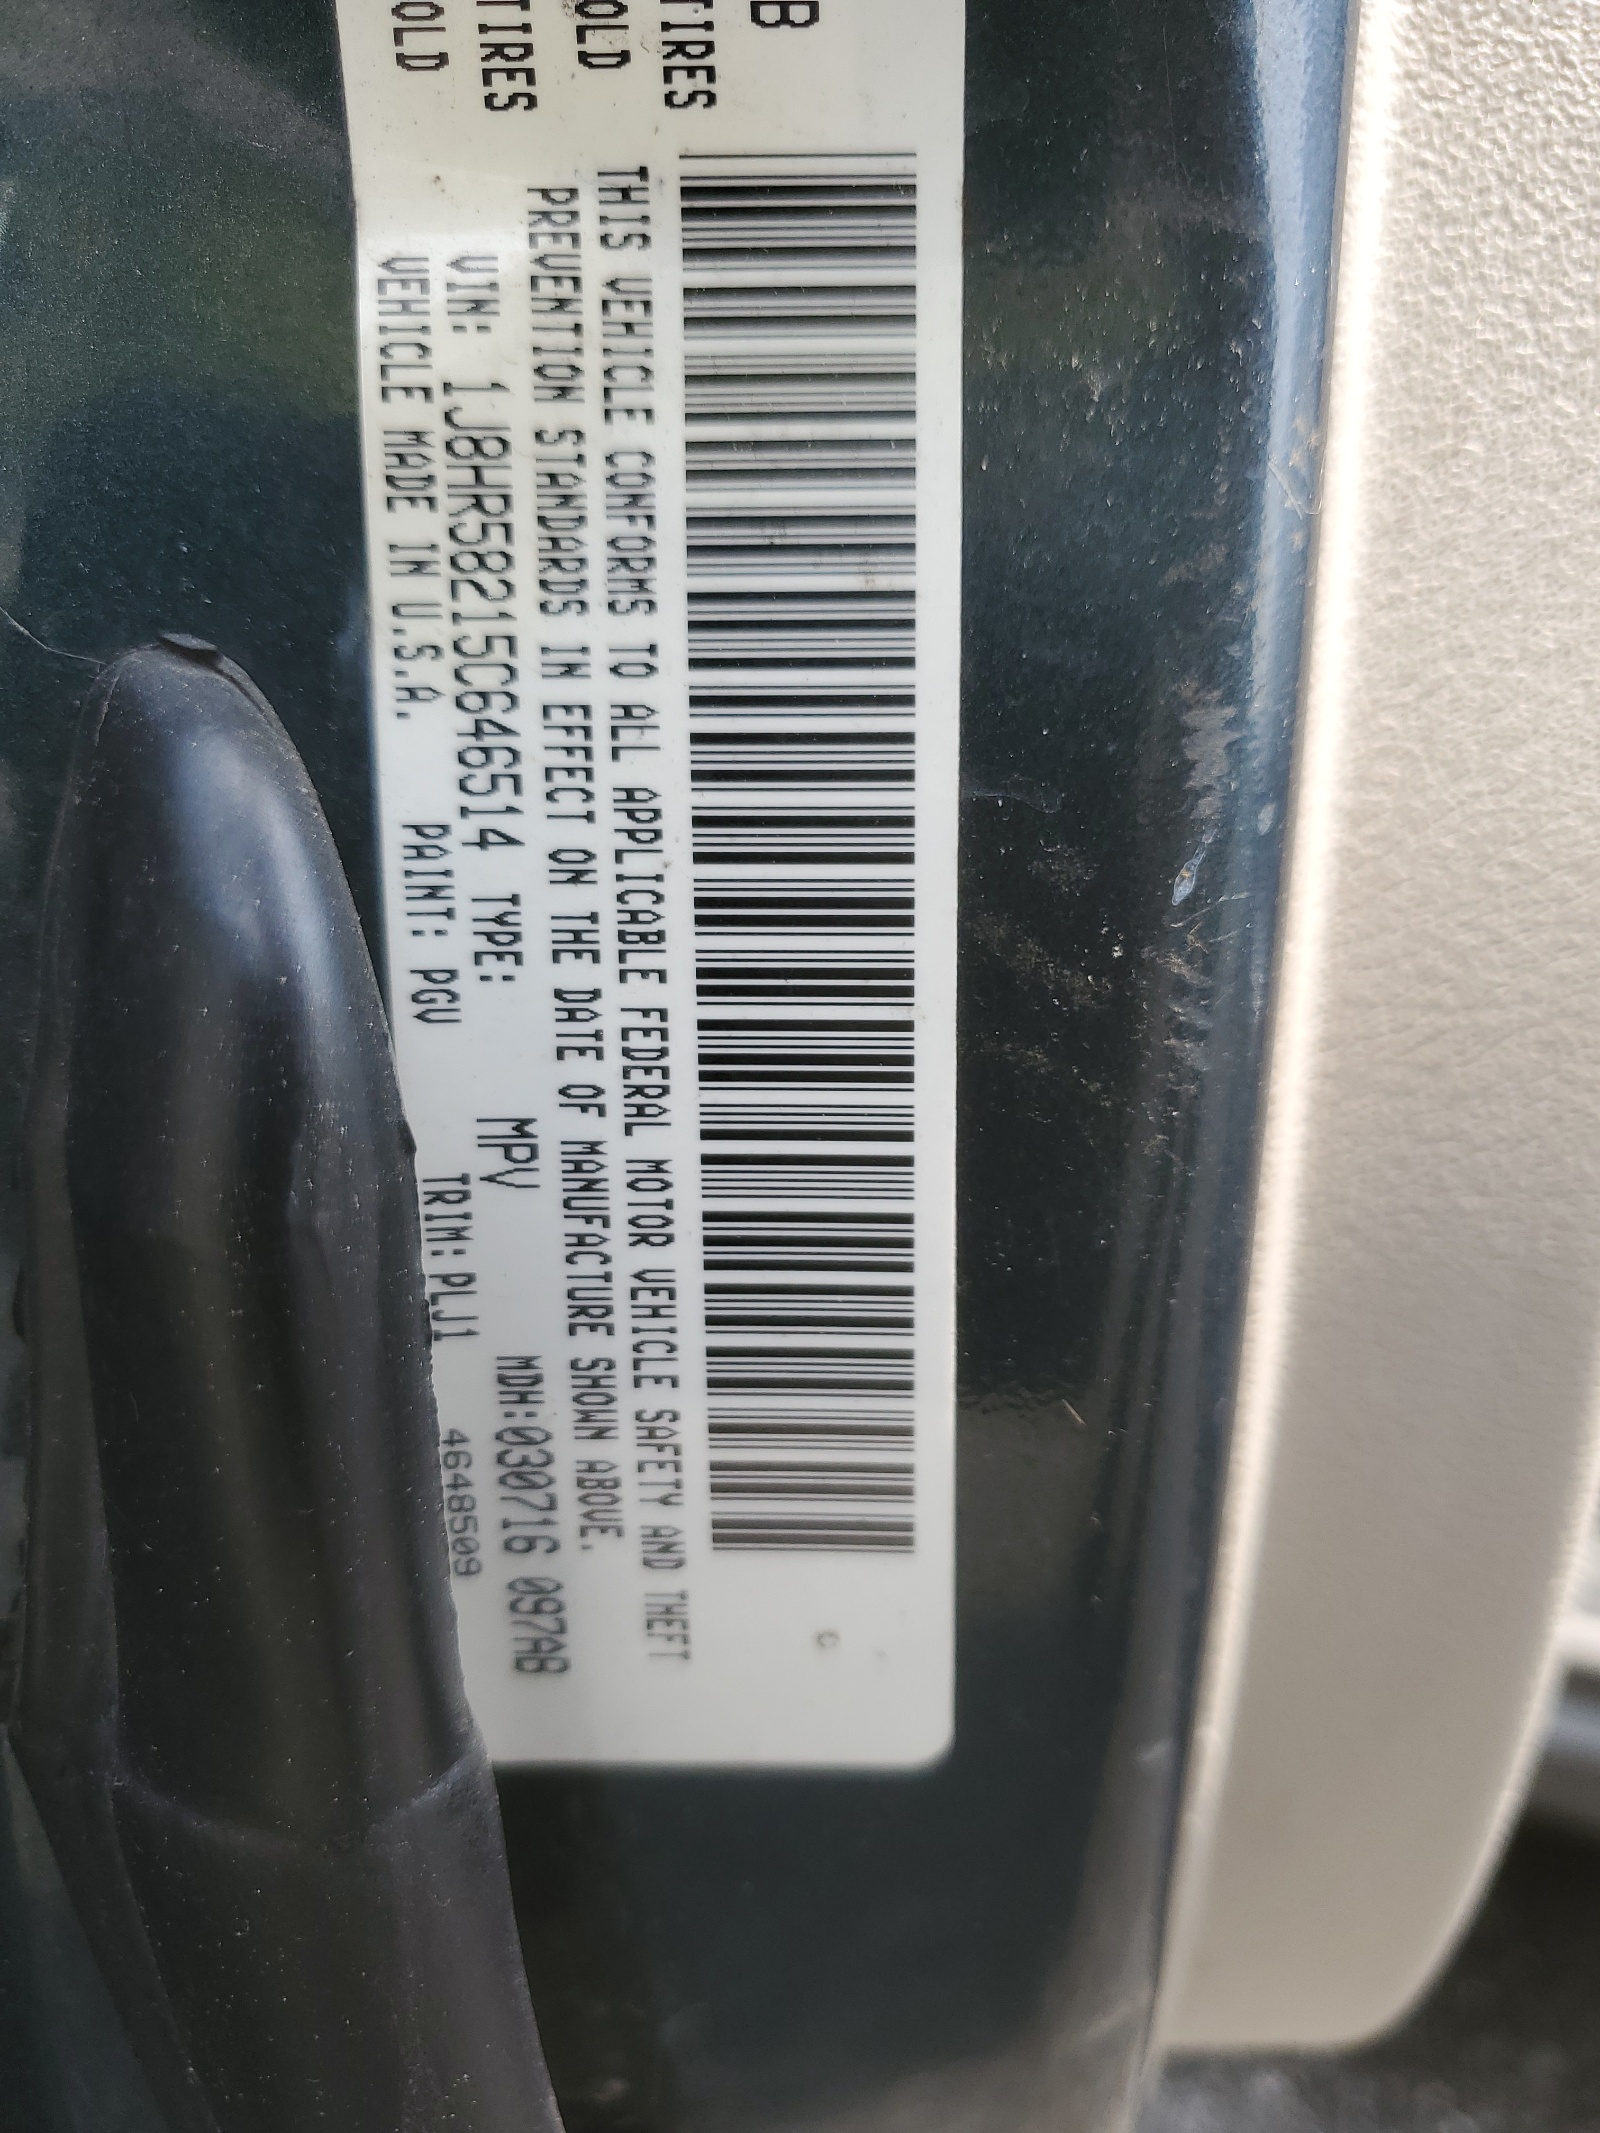 B
TIRES
OLD
TIRES
OLD
THIS VEHICLE CONFORMS TO ALL APPLICABLE FEDERAL MOTOR VEHICLE SAFETY AND THEFT
PREVENTION STANDARDS IN EFFECT ON THE DATE OF MANUFACTURE SHOWN ABOVE.
VIN: 1J8HR58215C646514 TYPE: MPV MDH:030716 097AB
VEHICLE MADE IN U.S.A. PAINT: PGV TRIM:PLJ1 4648509